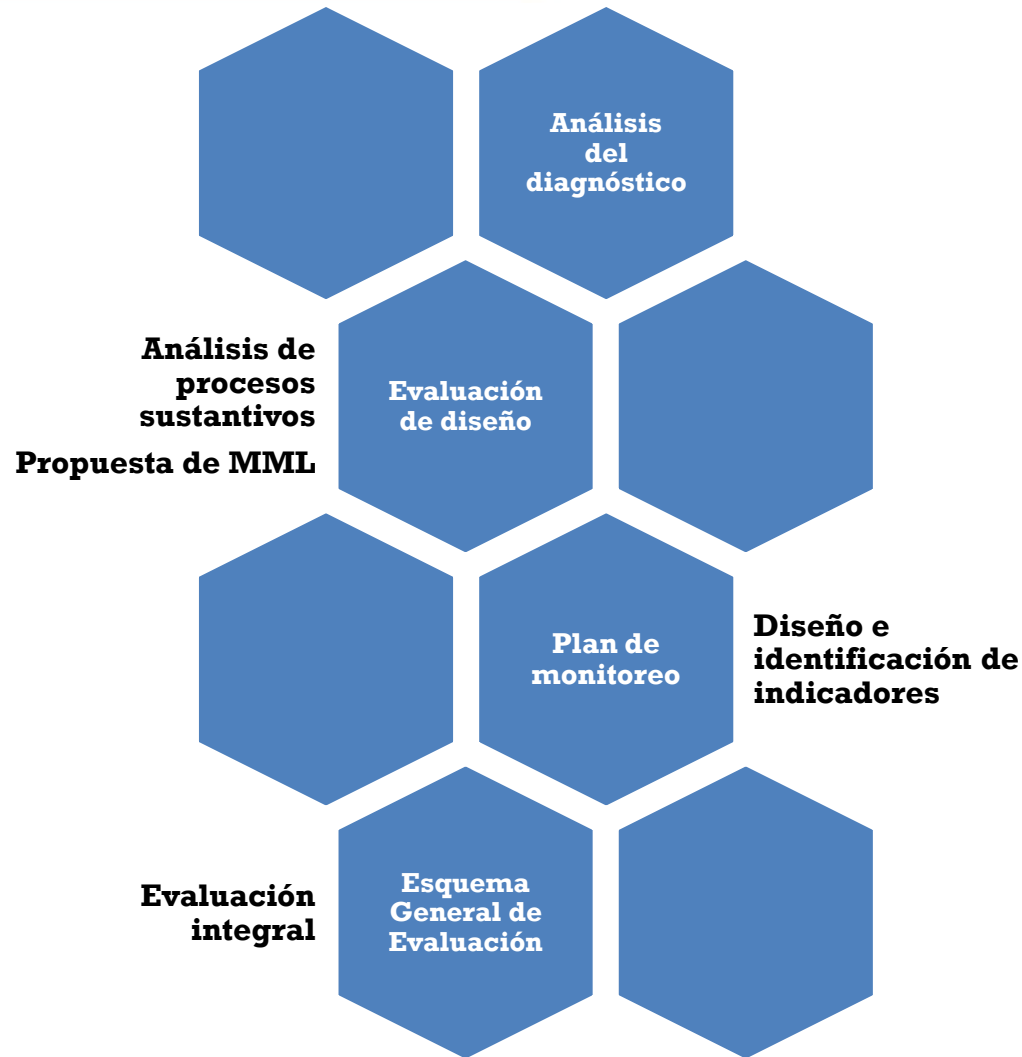 Análisis
del
diagnóstico
Análisis de
procesos
sustantivos
Propuesta de MML
Evaluación
de diseño
Plan de
monitoreo
Diseño e
identificación de
indicadores
Evaluación
integral
Esquema
General de
Evaluación